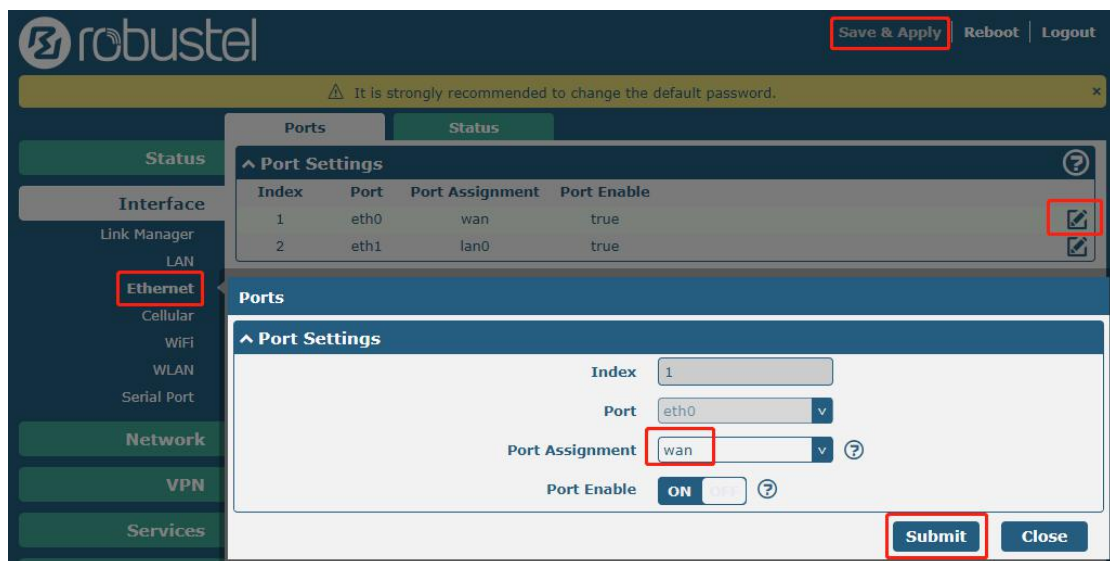 robustel
Save & Apply | Reboot | Logout
It is strongly recommended to change the default password. ×
Ports Status
Status
Interface
Link Manager
LAN
Ethernet
Cellular
WiFi
WLAN
Serial Port
Network
VPN
Services
Port Settings ?
Index Port Port Assignment Port Enable
1 eth0 wan true
2 eth1 lan0 true
Ports
Port Settings
Index 1
Port eth0 v
Port Assignment wan v ?
Port Enable ON OFF ?
Submit Close